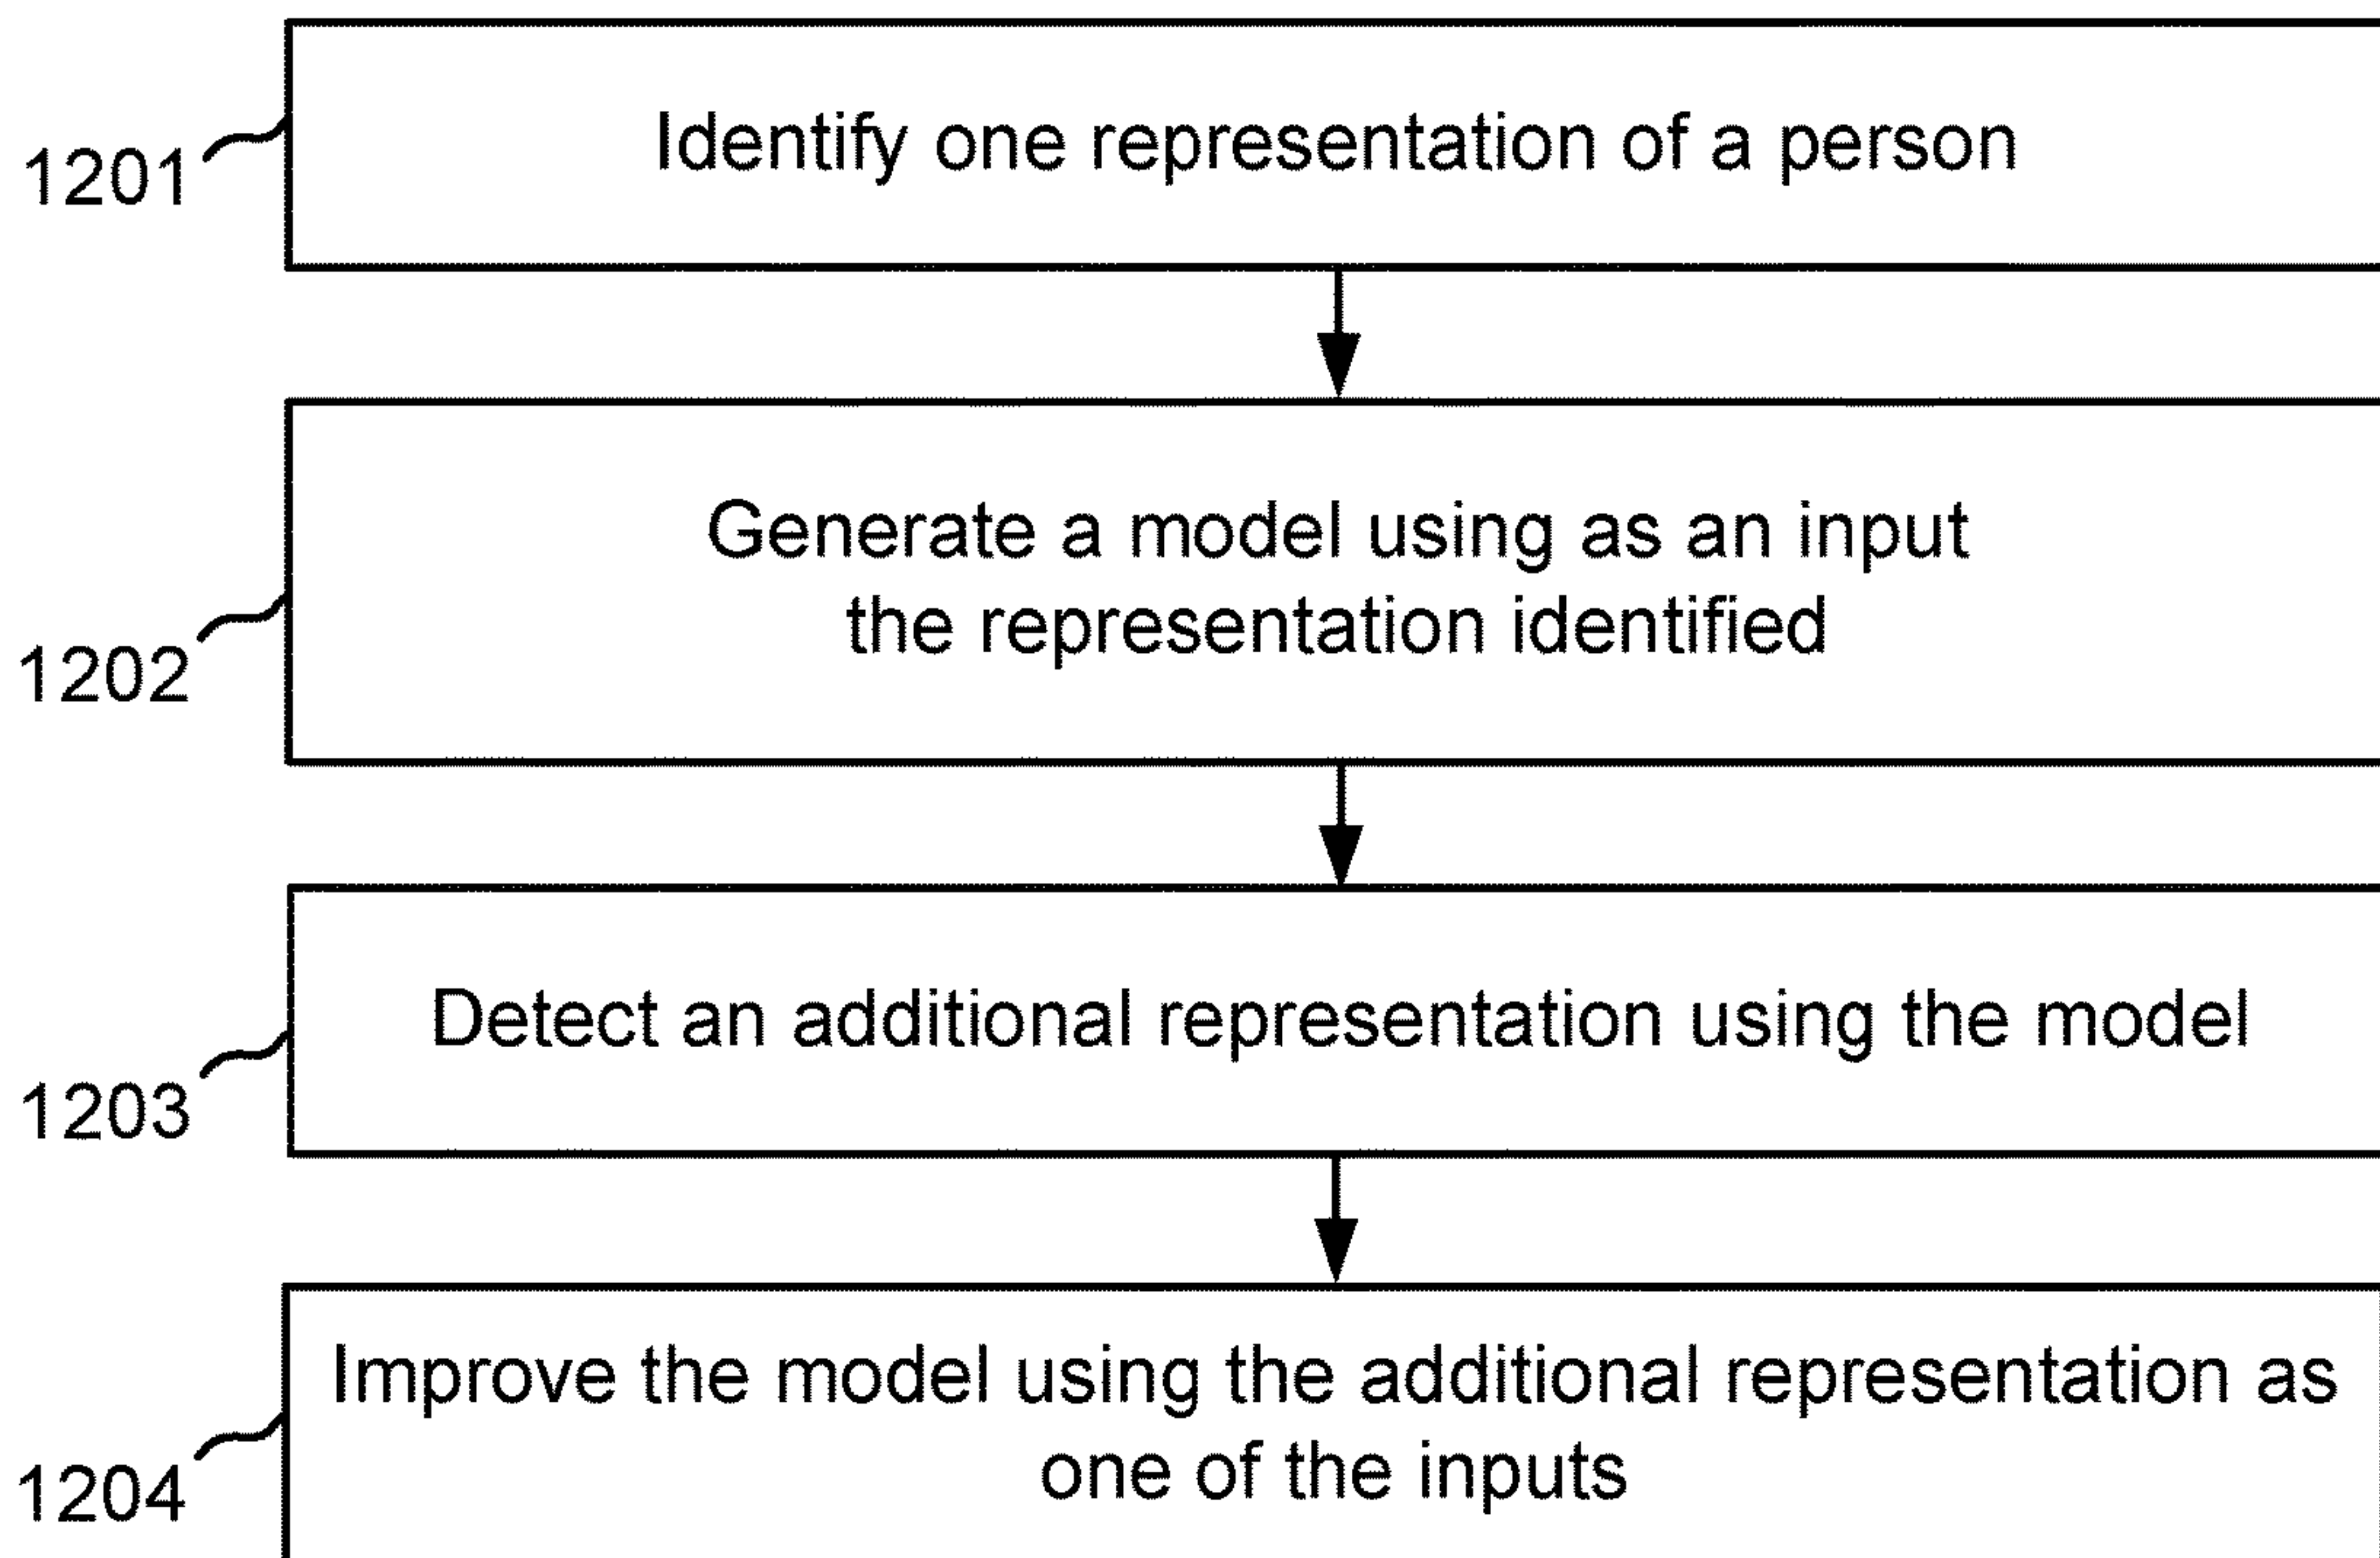 Identify one representation of a person
1201
Generate a model using as an input
the representation identified
1202
Detect an additional representation using the model
1203
Improve the model using the additional representation as
one of the inputs
1204